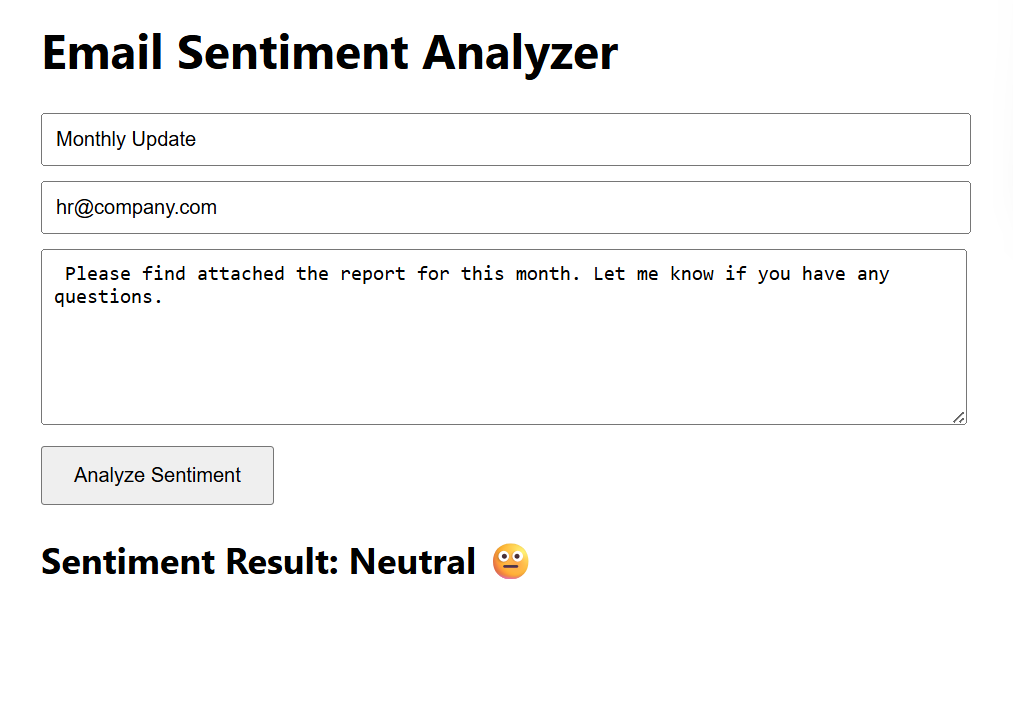 Email Sentiment Analyzer
Monthly Update
hr@company.com
Please find attached the report for this month. Let me know if you have any
questions.
Analyze Sentiment
Sentiment Result: Neutral 😐